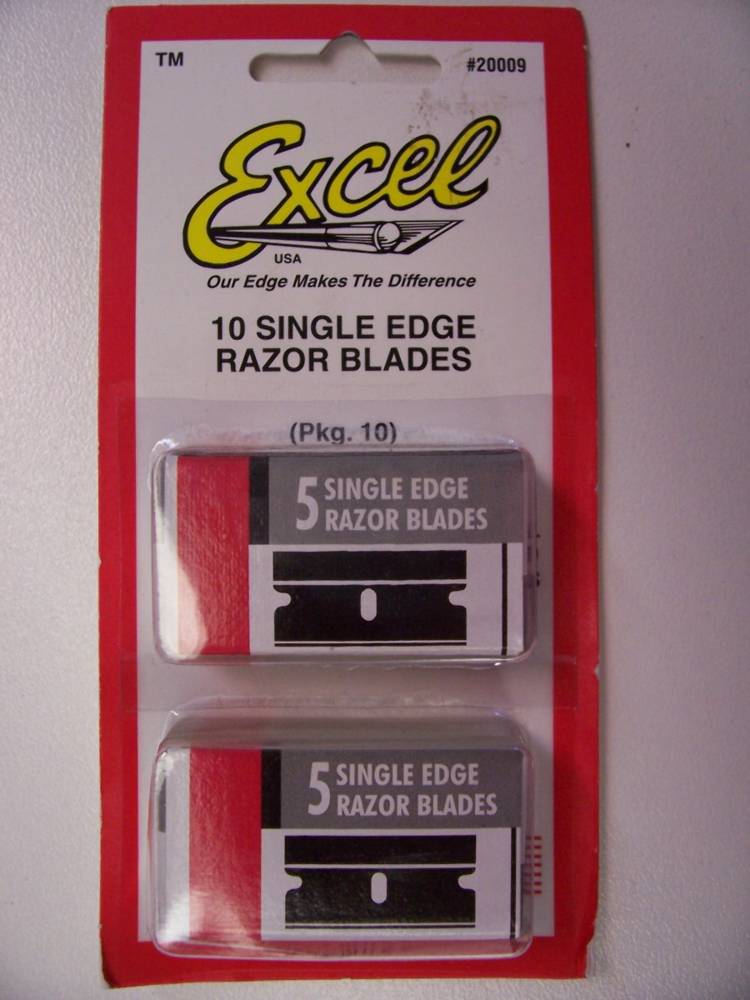 TM
#20009
Excel
USA
Our Edge Makes The Difference
10 SINGLE EDGE
RAZOR BLADES
(Pkg. 10)
5 SINGLE EDGE
RAZOR BLADES
5 SINGLE EDGE
RAZOR BLADES